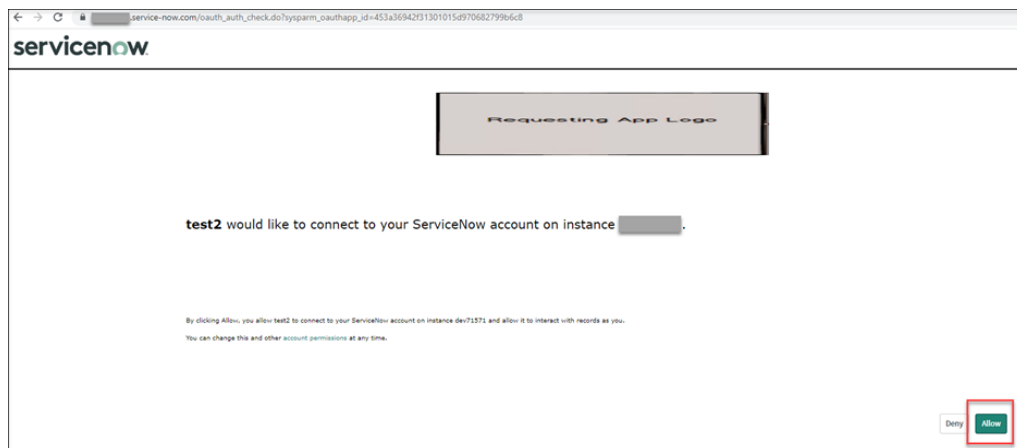 .service-now.com/oauth_auth_check.do?sysparm_oauthapp_id=453a36942f31301015d970682799b6c8
servicenow
Requesting App Logo
test2 would like to connect to your ServiceNow account on instance .
By clicking Allow, you allow test2 to connect to your ServiceNow account on instance dev71571 and allow it to interact with records as you.
You can change this and other account permissions at any time.
Deny Allow